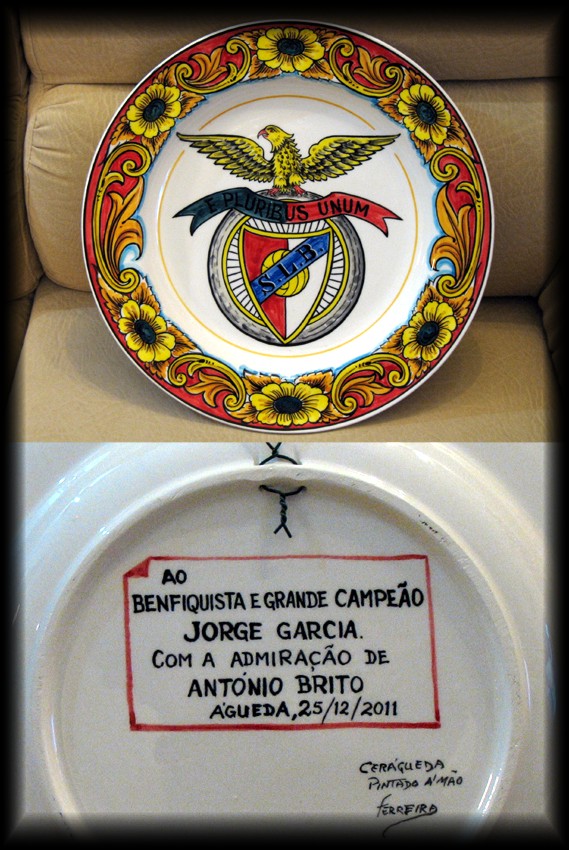 E PLURIBUS UNUM
S.L.B.
AO
BENFIQUISTA E GRANDE CAMPEÃO
JORGE GARCIA.
COM A ADMIRAÇÃO DE
ANTÓNIO BRITO
ÁGUEDA, 25/12/2011
CERÁGUEDA
PINTADO À MÃO
FERREIRA